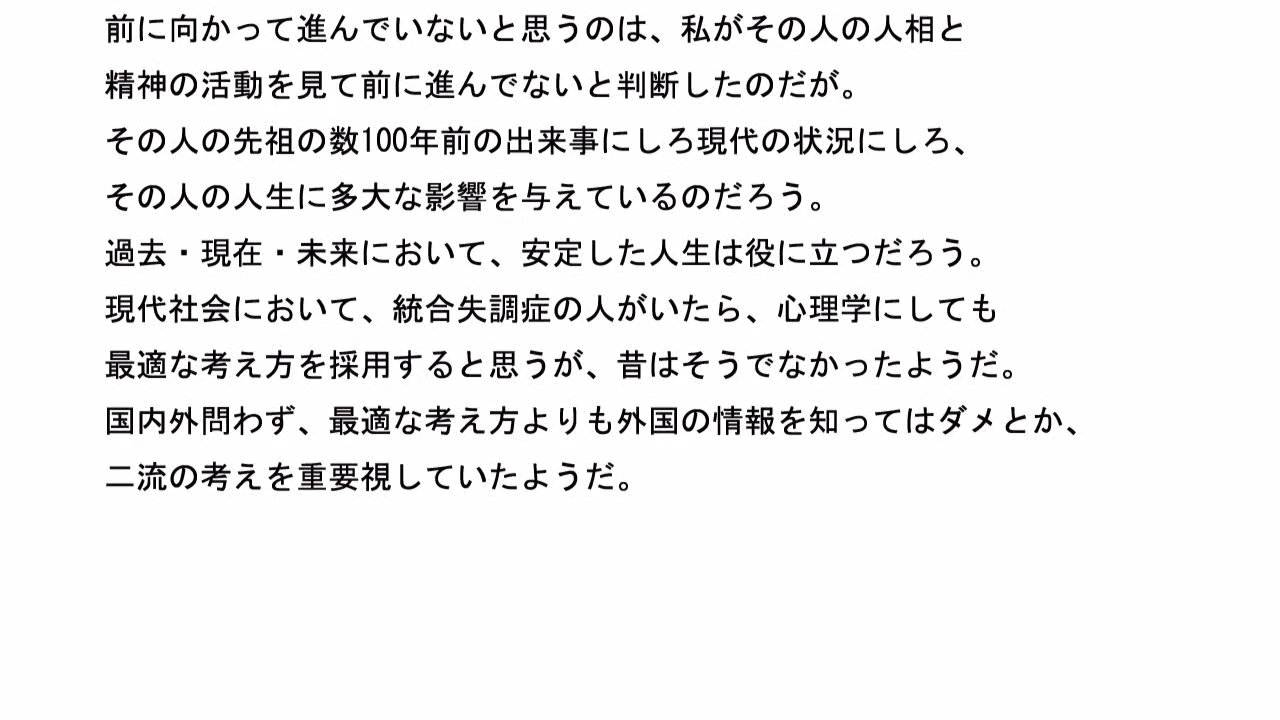 前に向かって進んでいないと思うのは、私がその人の人相と
精神の活動を見て前に進んでないと判断したのだが。
その人の先祖の数100年前の出来事にしろ現代の状況にしろ、
その人の人生に多大な影響を与えているのだろう。
過去・現在・未来において、安定した人生は役に立つだろう。
現代社会において、統合失調症の人がいたら、心理学にしても
最適な考え方を採用すると思うが、昔はそうでなかったようだ。
国内外問わず、最適な考え方よりも外国の情報を知ってはダメとか、
二流の考えを重要視していたようだ。